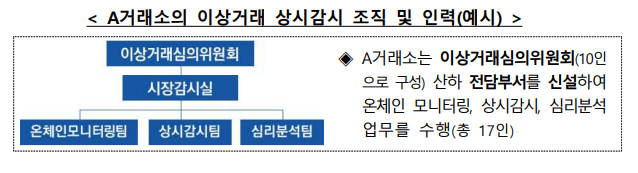 < A거래소의 이상거래 상시감시 조직 및 인력(예시) >
이상거래심의위원회
시장감시실
온체인모니터링팀 상시감시팀 심리분석팀
◈ A거래소는 이상거래심의위원회(10인
으로 구성) 산하 전담부서를 신설하여
온체인 모니터링, 상시감시, 심리분석
업무를 수행(총 17인)